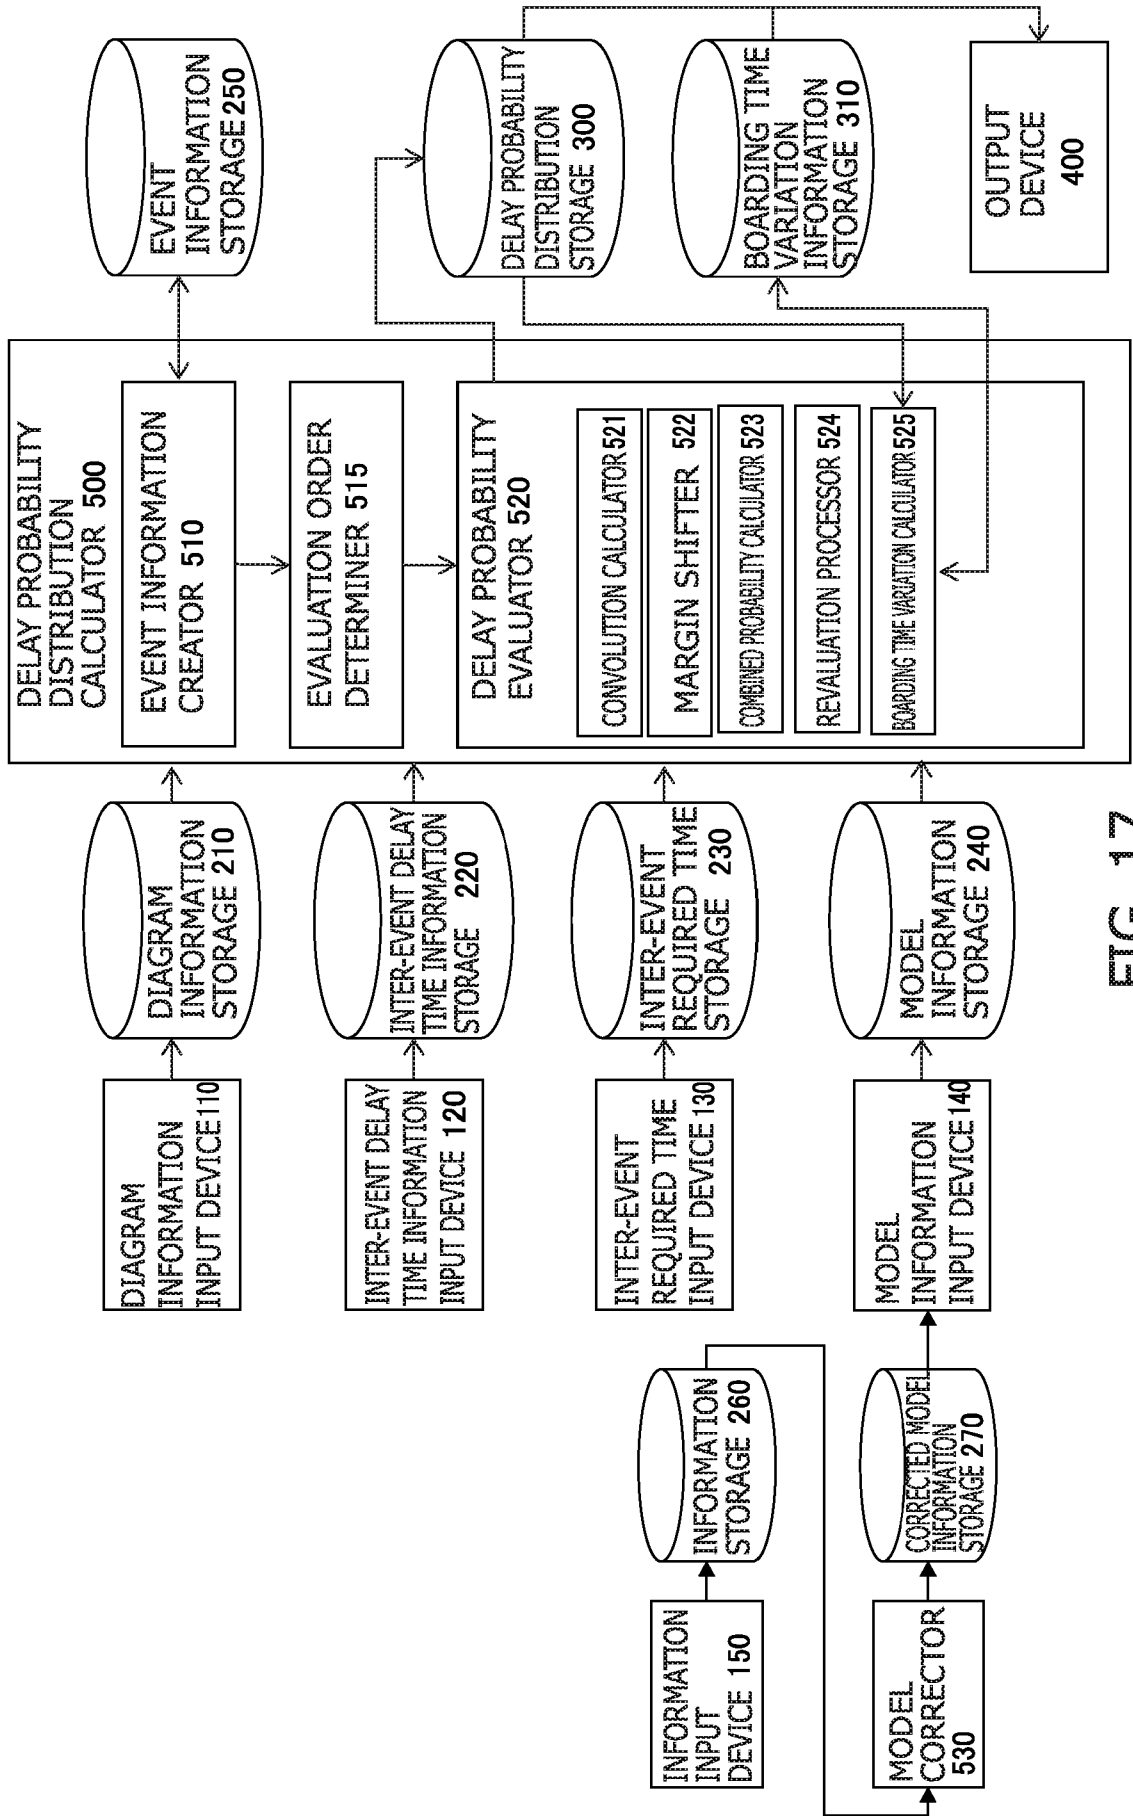 DIAGRAM
INFORMATION
INPUT DEVICE 110
DIAGRAM
INFORMATION
STORAGE 210
INTER-EVENT DELAY
TIME INFORMATION
INPUT DEVICE 120
INTER-EVENT DELAY
TIME INFORMATION
STORAGE 220
INTER-EVENT
REQUIRED TIME
INPUT DEVICE 130
INTER-EVENT
REQUIRED TIME
STORAGE 230
INFORMATION
INPUT
DEVICE 150
INFORMATION
STORAGE 260
MODEL
CORRECTOR
530
CORRECTED MODEL
INFORMATION
STORAGE 270
MODEL
INFORMATION
INPUT DEVICE 140
MODEL
INFORMATION
STORAGE 240
DELAY PROBABILITY
DISTRIBUTION
CALCULATOR 500
EVENT INFORMATION
CREATOR 510
EVALUATION ORDER
DETERMINER 515
DELAY PROBABILITY
EVALUATOR 520
CONVOLUTION CALCULATOR 521
MARGIN SHIFTER 522
COMBINED PROBABILITY CALCULATOR 523
REVALUATION PROCESSOR 524
BOARDING TIME VARIATION CALCULATOR 525
EVENT
INFORMATION
STORAGE 250
DELAY PROBABILITY
DISTRIBUTION
STORAGE 300
BOARDING TIME
VARIATION
INFORMATION
STORAGE 310
OUTPUT
DEVICE
400
FIG. 17